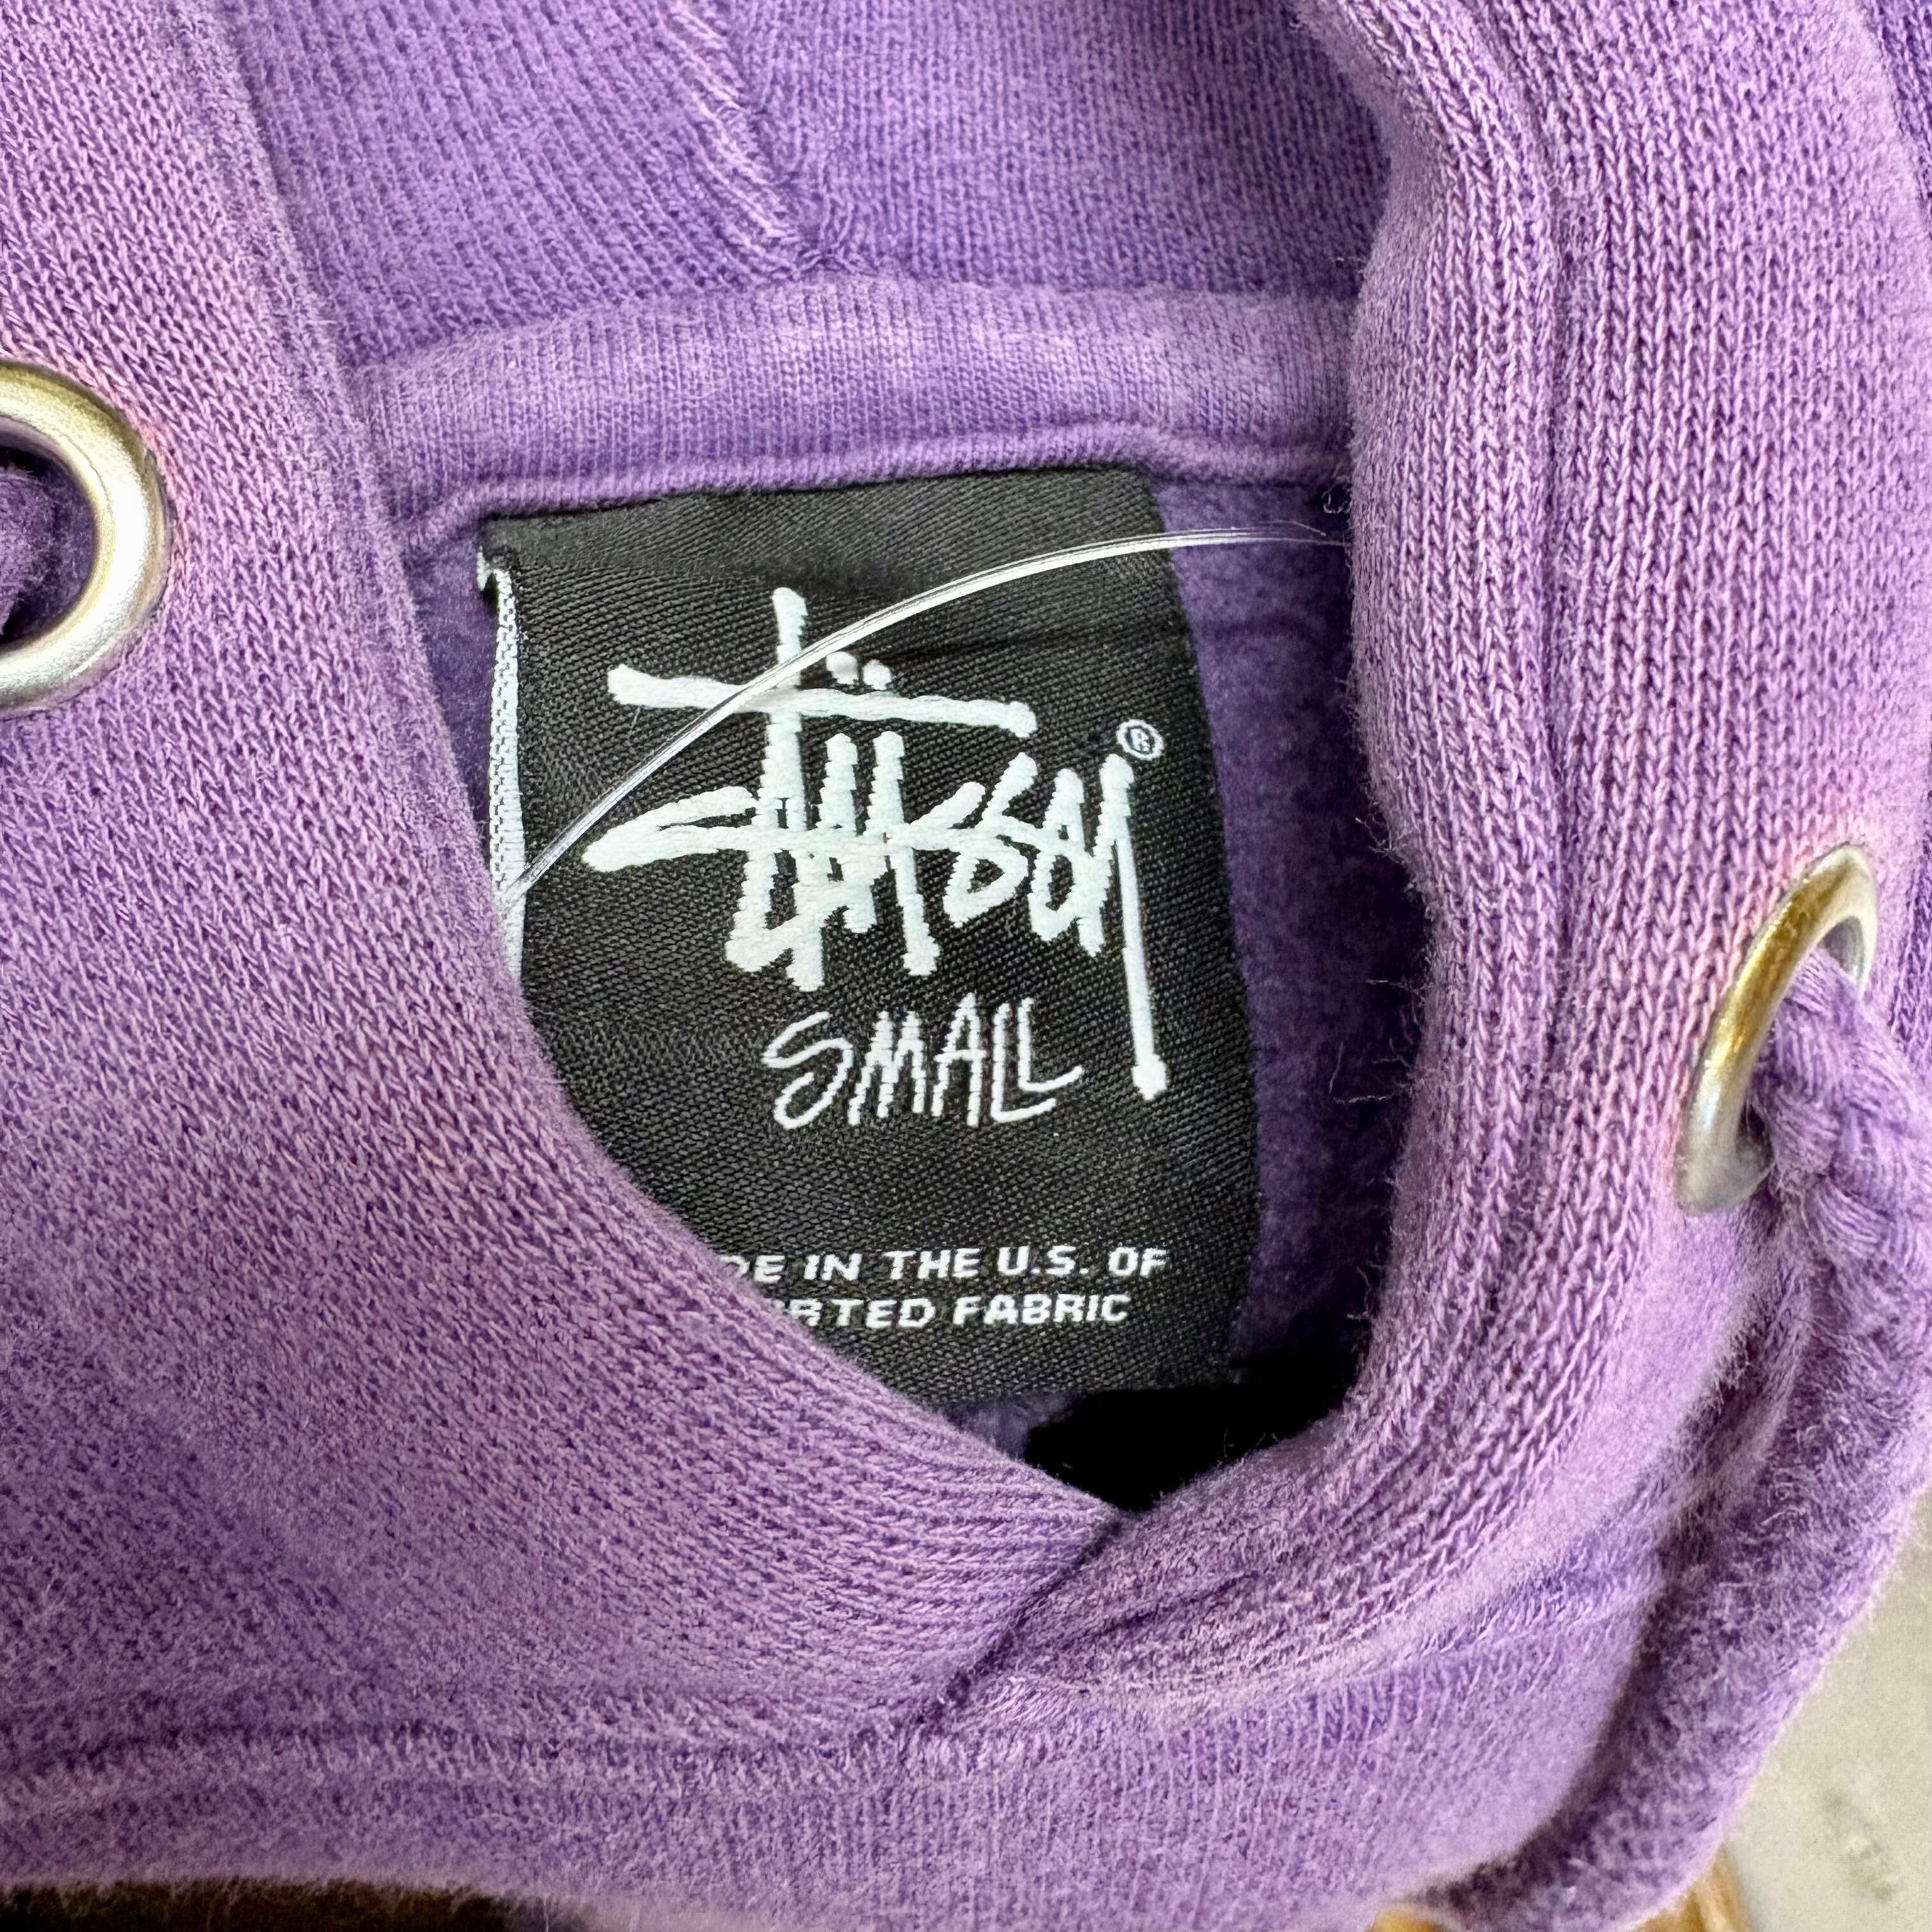 Stüssy ®
SMALL
DE IN THE U.S. OF
RTED FABRIC